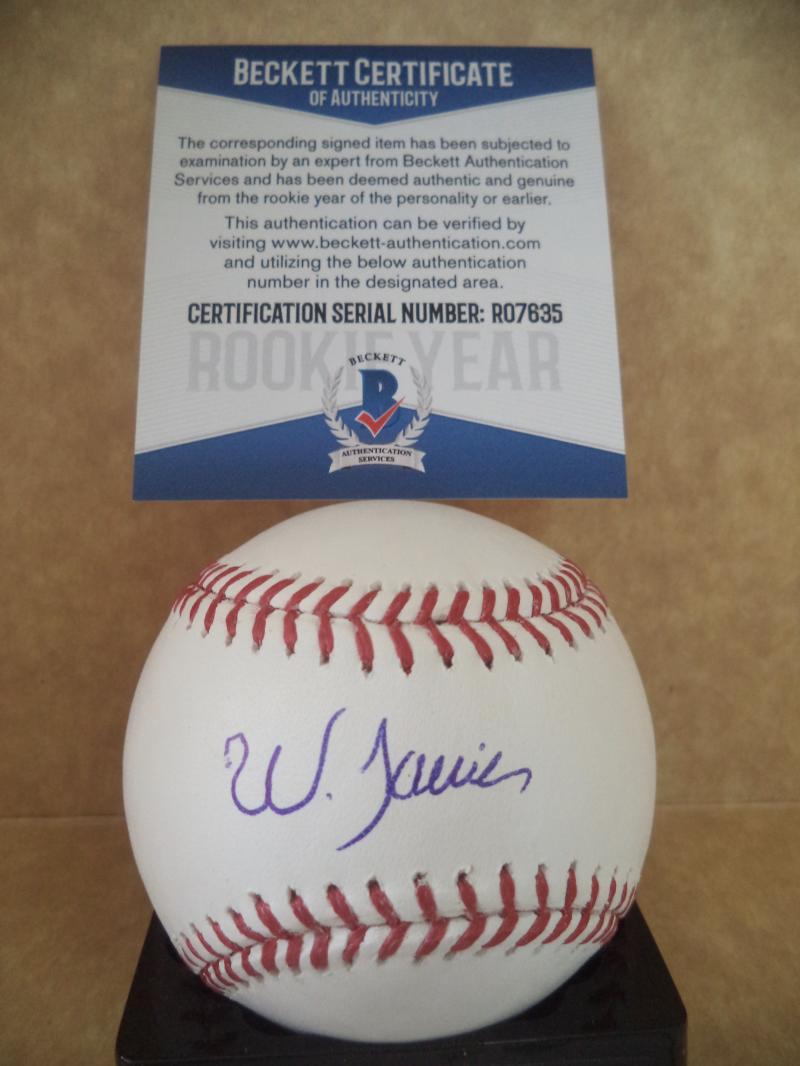 BECKETT CERTIFICATE
OF AUTHENTICITY
The corresponding signed item has been subjected to
examination by an expert from Beckett Authentication
Services and has been deemed authentic and genuine
from the rookie year of the personality or earlier.
This authentication can be verified by
visiting www.beckett-authentication.com
and utilizing the below authentication
number in the designated area.
CERTIFICATION SERIAL NUMBER: R07635
ROOKIE YEAR
BECKETT
B
AUTHENTICATION
SERVICES
W.